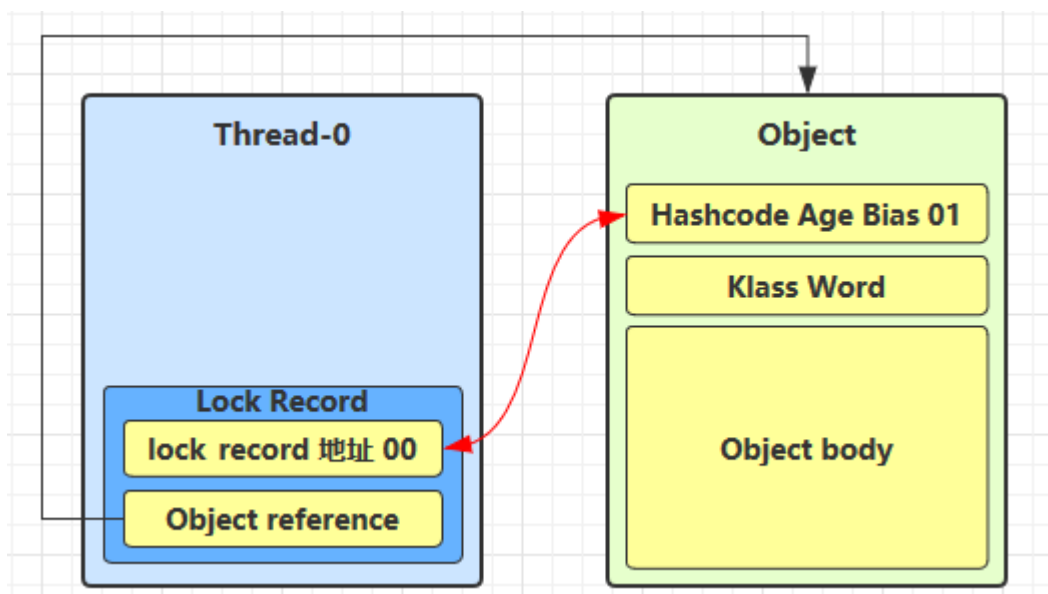 Thread-0
Lock Record
lock record 地址 00
Object reference
Object
Hashcode Age Bias 01
Klass Word
Object body